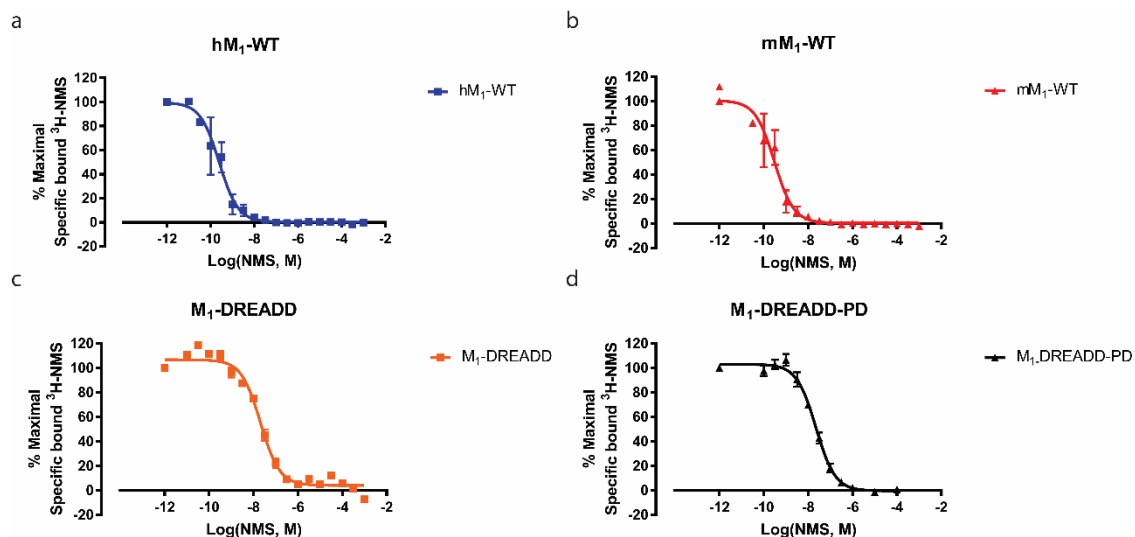 a
hM₁-WT
% Maximal
Specific bound ³H-NMS
120
100
80
60
40
20
0
-20
-12 -10 -8 -6 -4 -2
Log(NMS, M)
hM₁-WT
b
mM₁-WT
% Maximal
Specific bound ³H-NMS
120
100
80
60
40
20
0
-20
-12 -10 -8 -6 -4 -2
Log(NMS, M)
mM₁-WT
c
M₁-DREADD
% Maximal
Specific bound ³H-NMS
120
100
80
60
40
20
0
-20
-12 -10 -8 -6 -4 -2
Log(NMS, M)
M₁-DREADD
d
M₁-DREADD-PD
% Maximal
Specific bound ³H-NMS
120
100
80
60
40
20
0
-20
-12 -10 -8 -6 -4 -2
Log(NMS, M)
M₁.DREADD-PD